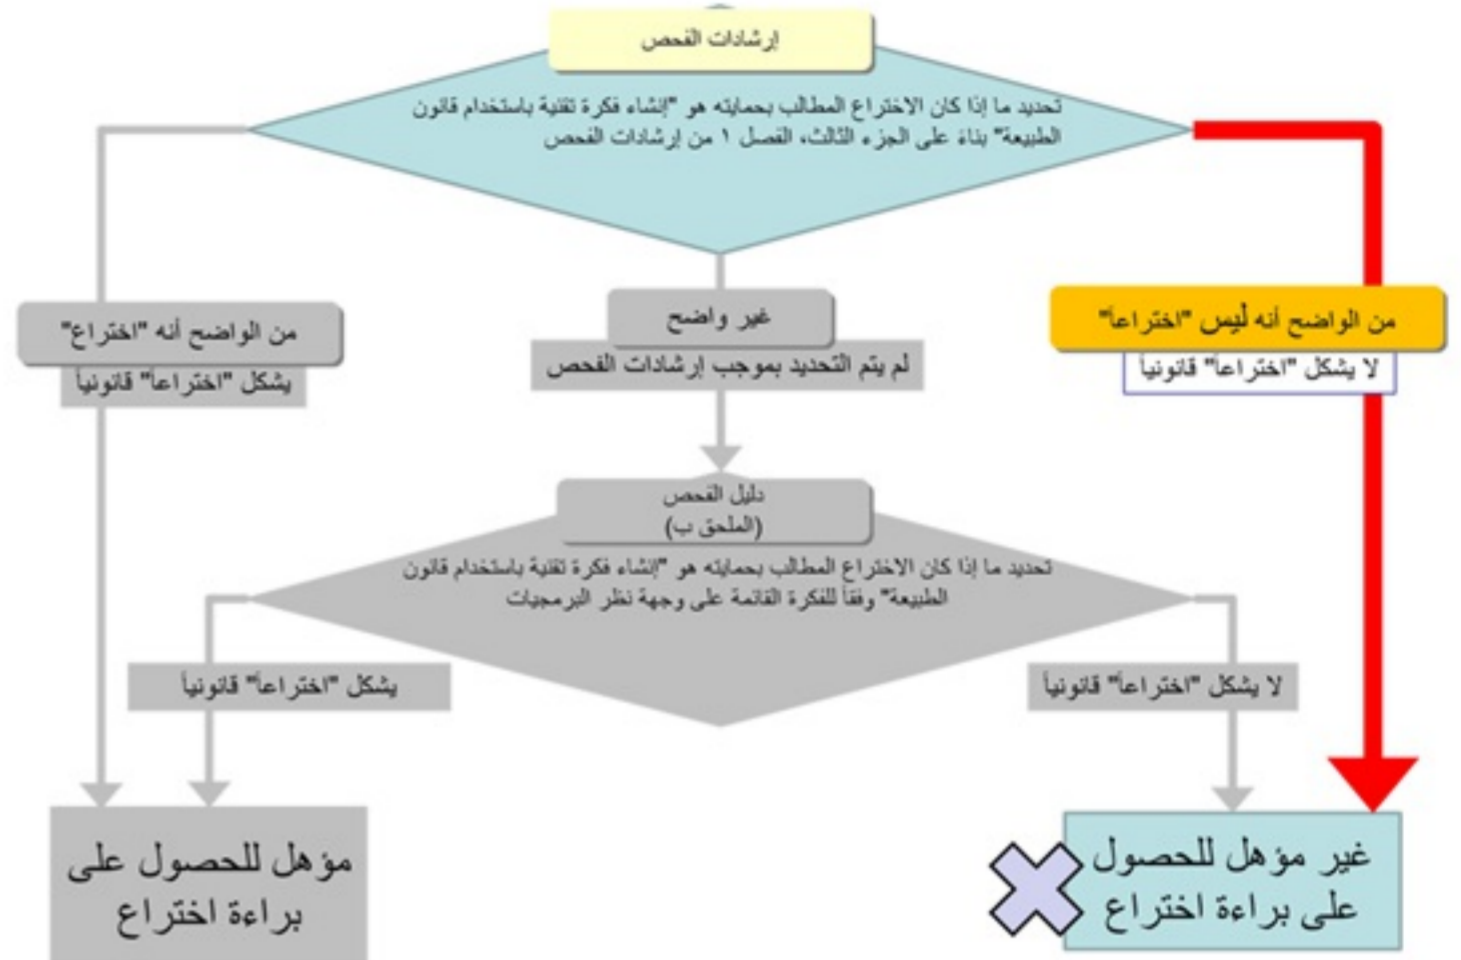 إرشادات الفحص
تحديد ما إذا كان الاختراع المطالب بحمايته هو "إنشاء فكرة تقنية باستخدام قانون
الطبيعة" بناءً على الجزء الثالث، الفصل ١ من إرشادات الفحص
من الواضح أنه ليس "اختراعاً"
لا يشكل "اختراعاً" قانونياً
غير واضح
لم يتم التحديد بموجب إرشادات الفحص
من الواضح أنه "اختراع"
يشكل "اختراعاً" قانونياً
دليل الفحص
(الملحق ب)
تحديد ما إذا كان الاختراع المطالب بحمايته هو "إنشاء فكرة تقنية باستخدام قانون
الطبيعة" وفقاً للفكرة القائمة على وجهة نظر البرمجيات
لا يشكل "اختراعاً" قانونياً
يشكل "اختراعاً" قانونياً
غير مؤهل للحصول
على براءة اختراع
مؤهل للحصول على
براءة اختراع